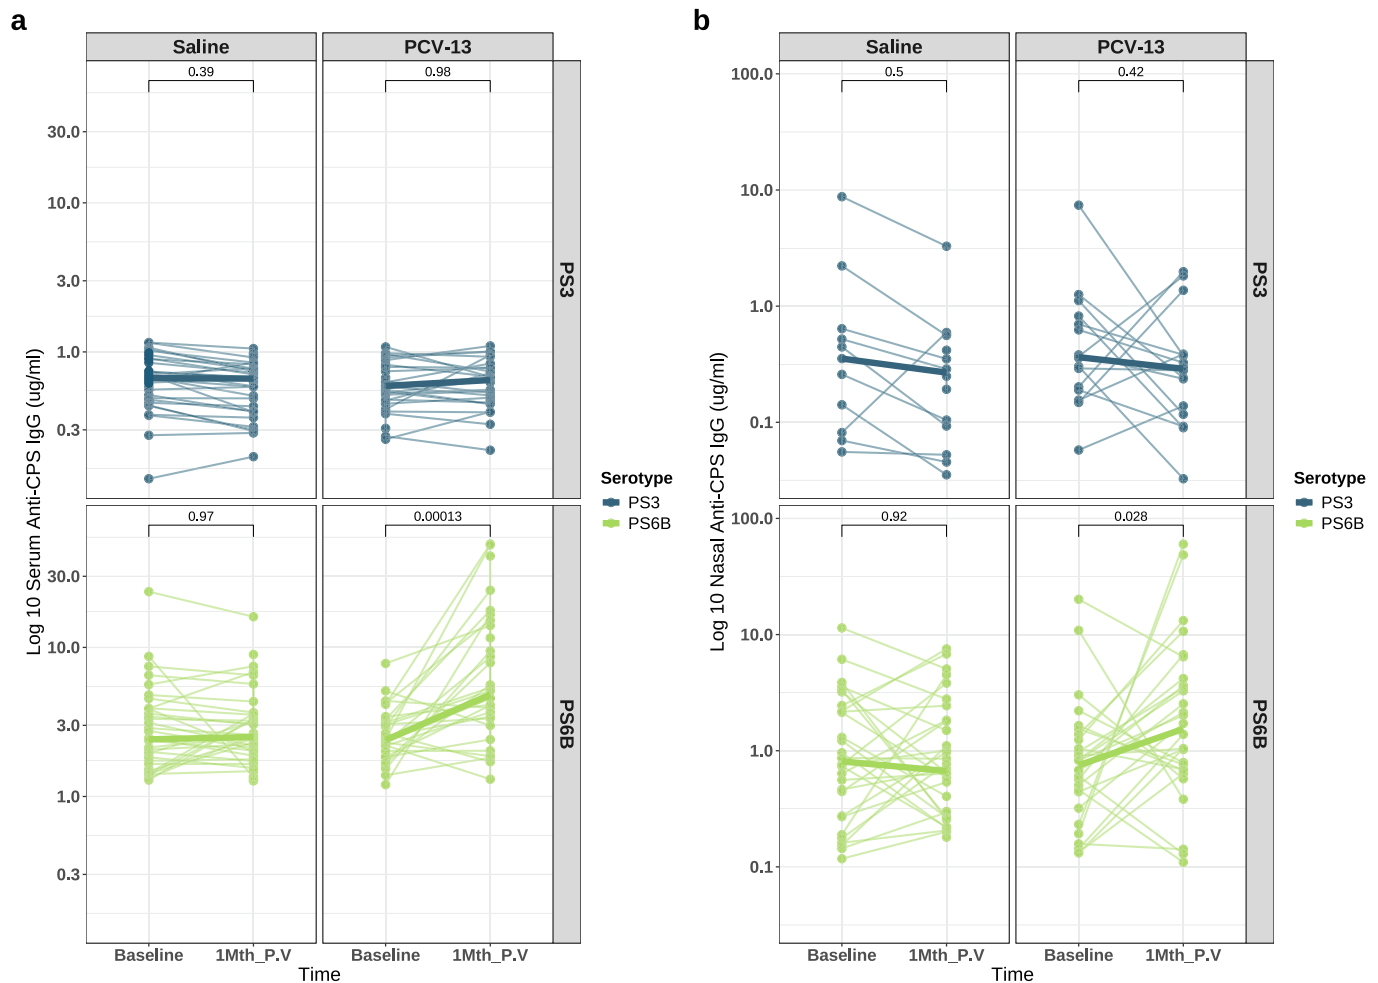 a
Saline
PCV-13
0.39
0.98
30.0
10.0
3.0
1.0
0.3
PS3
0.97
0.00013
30.0
10.0
3.0
1.0
0.3
PS6B
Log 10 Serum Anti-CPS IgG (ug/ml)
Baseline
1Mth_P.V
Baseline
1Mth_P.V
Time
Serotype
PS3
PS6B
b
Saline
PCV-13
0.5
0.42
100.0
10.0
1.0
0.1
PS3
0.92
0.028
100.0
10.0
1.0
0.1
PS6B
Log 10 Nasal Anti-CPS IgG (ug/ml)
Baseline
1Mth_P.V
Baseline
1Mth_P.V
Time
Serotype
PS3
PS6B